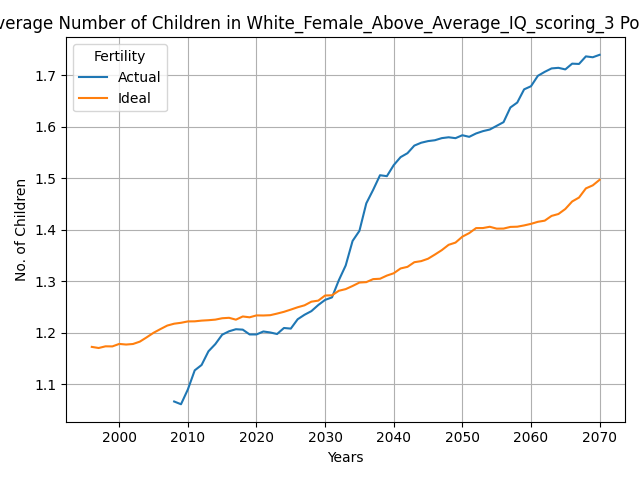 verage Number of Children in White_Female_Above_Average_IQ_scoring_3 Po
Fertility
Actual
Ideal
No. of Children
1.7
1.6
1.5
1.4
1.3
1.2
1.1
2000 2010 2020 2030 2040 2050 2060 2070
Years